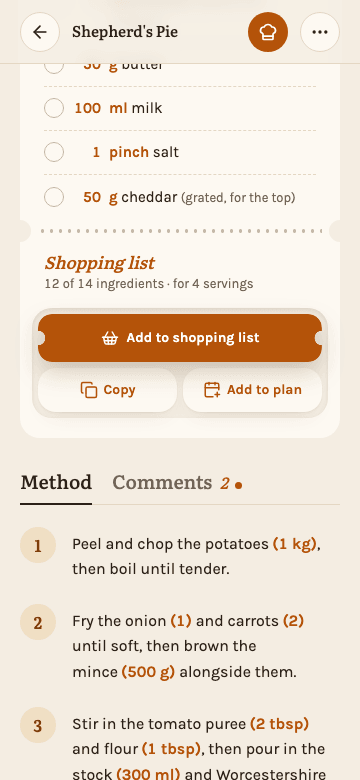 Shepherd's Pie
50 g butter
100 ml milk
1 pinch salt
50 g cheddar (grated, for the top)
Shopping list
12 of 14 ingredients · for 4 servings
Add to shopping list
Copy
Add to plan
Method
Comments 2
1
Peel and chop the potatoes (1 kg),
then boil until tender.
2
Fry the onion (1) and carrots (2)
until soft, then brown the
mince (500 g) alongside them.
3
Stir in the tomato puree (2 tbsp)
and flour (1 tbsp), then pour in the
stock (300 ml) and Worcestershire